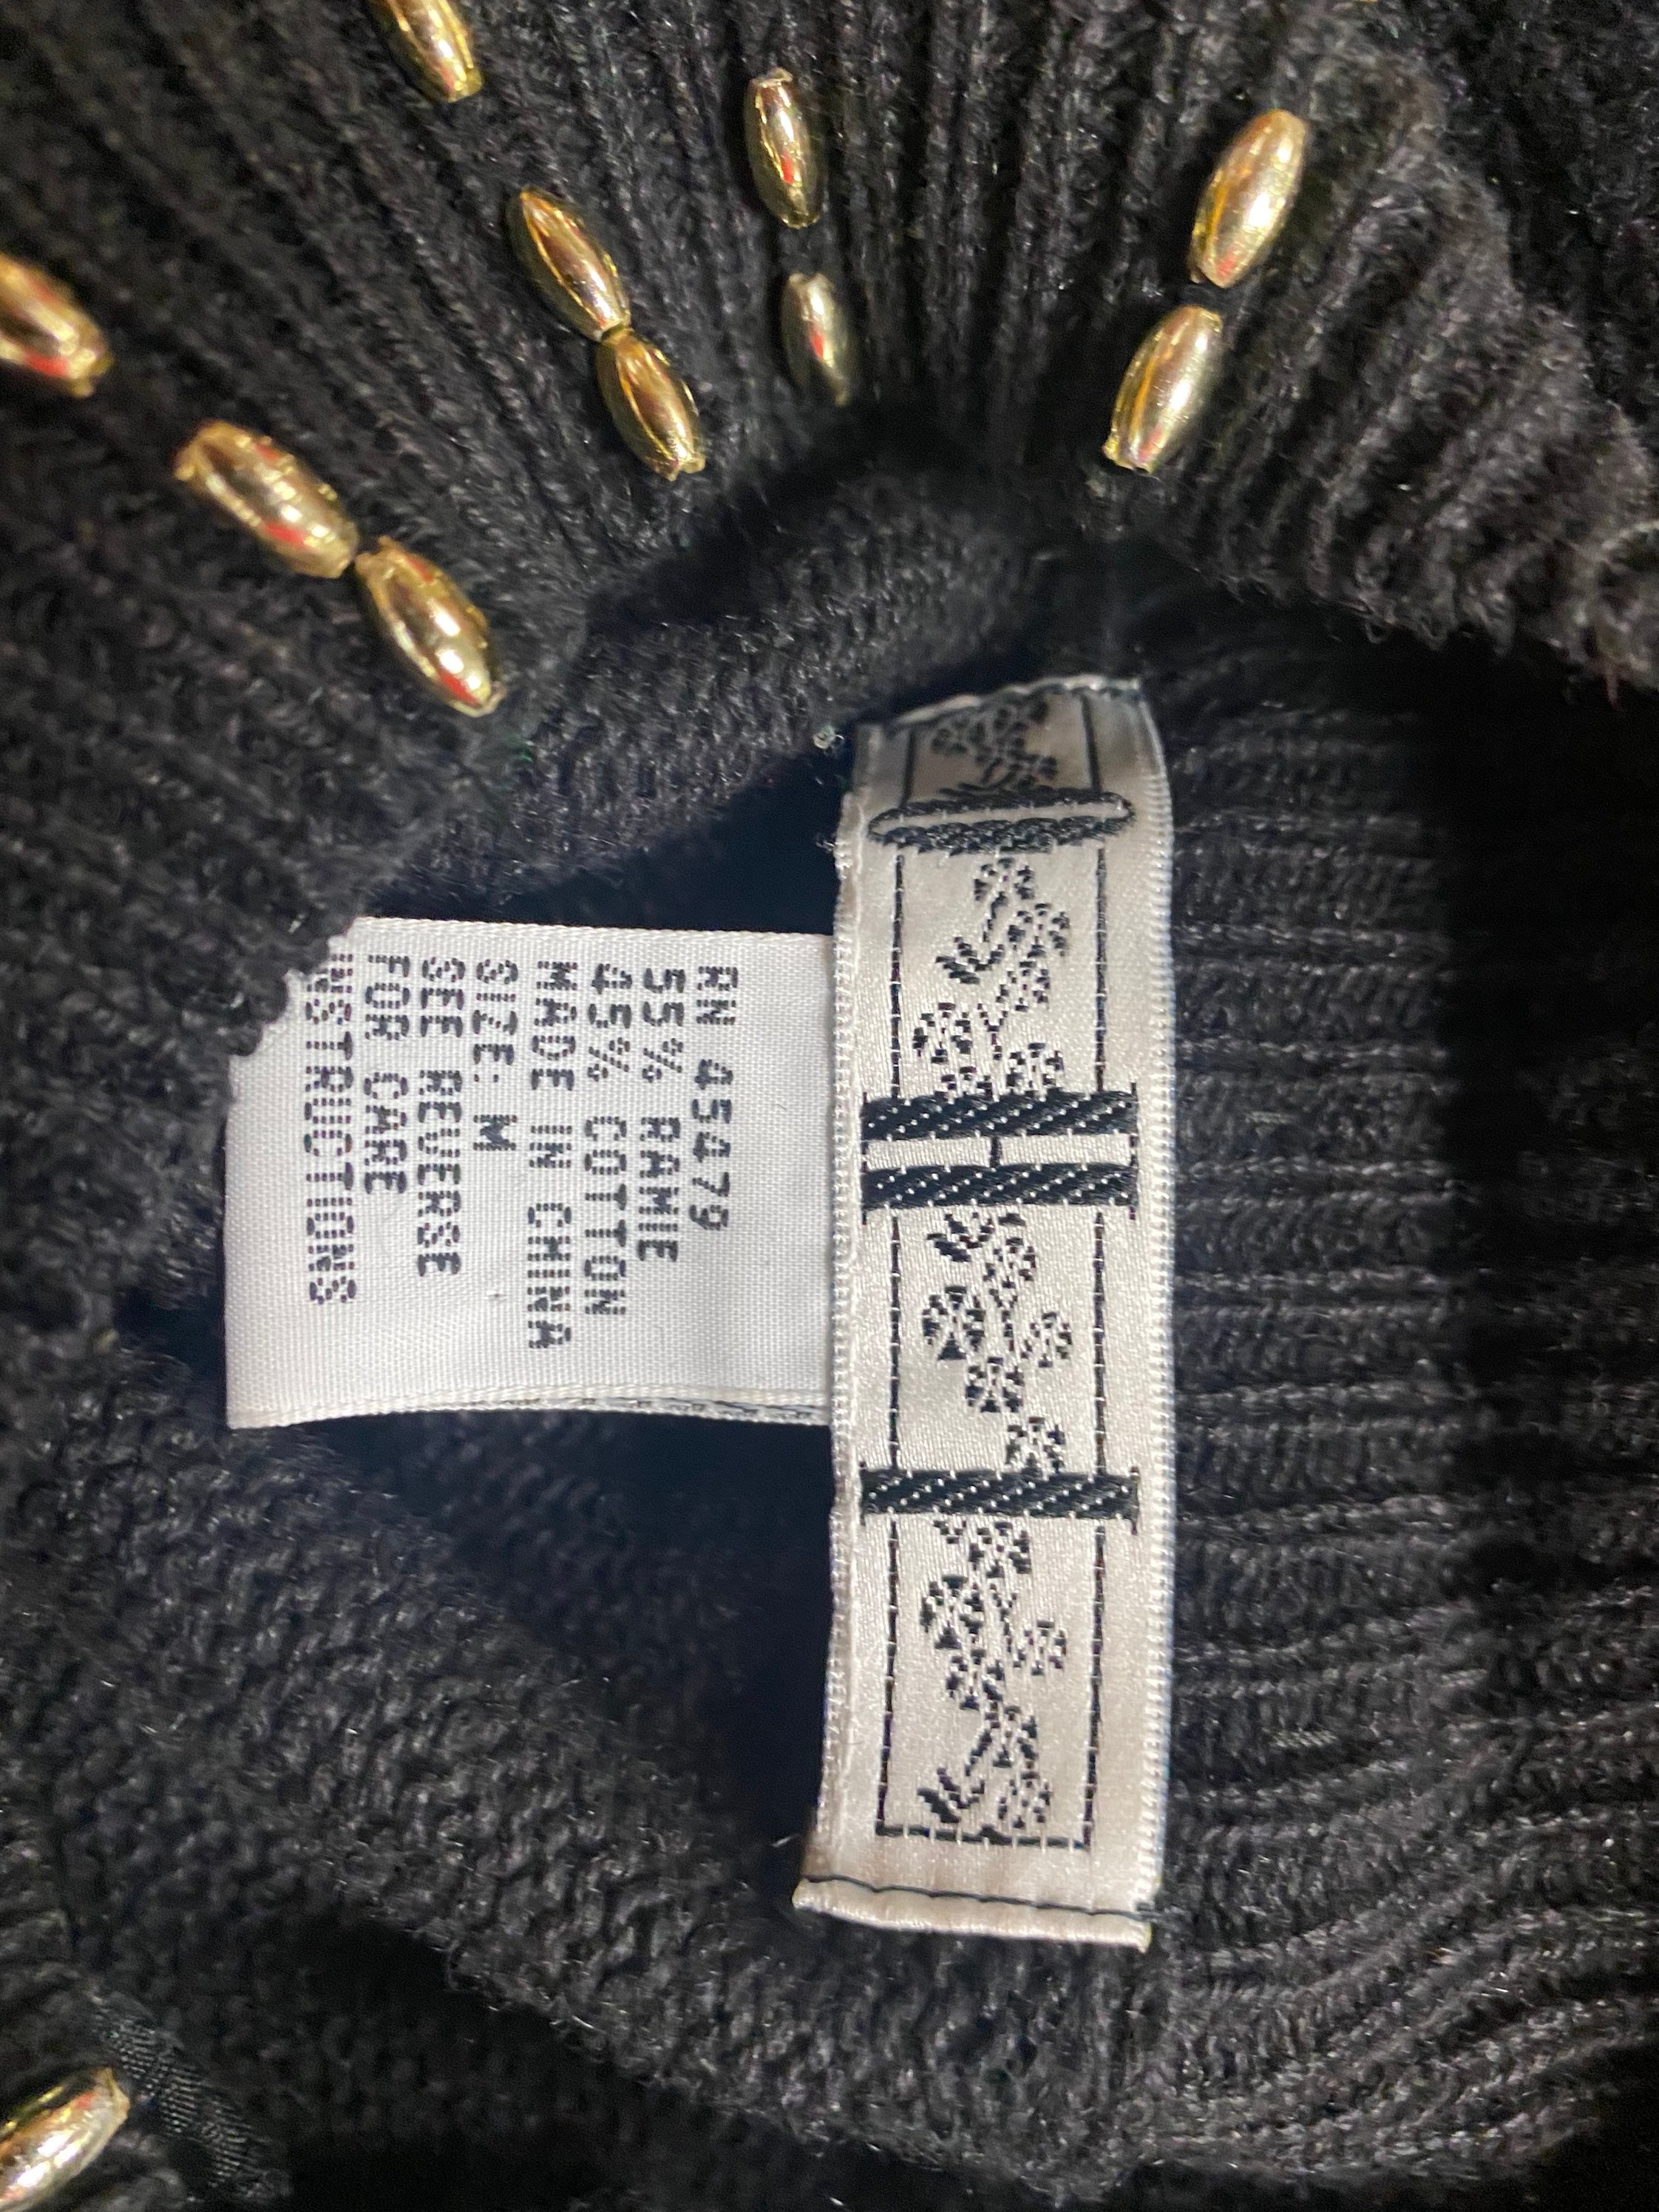 RN 45479
55% RAMIE
45% COTTON
MADE IN CHINA
SIZE: M
SEE REVERSE
FOR CARE
INSTRUCTIONS